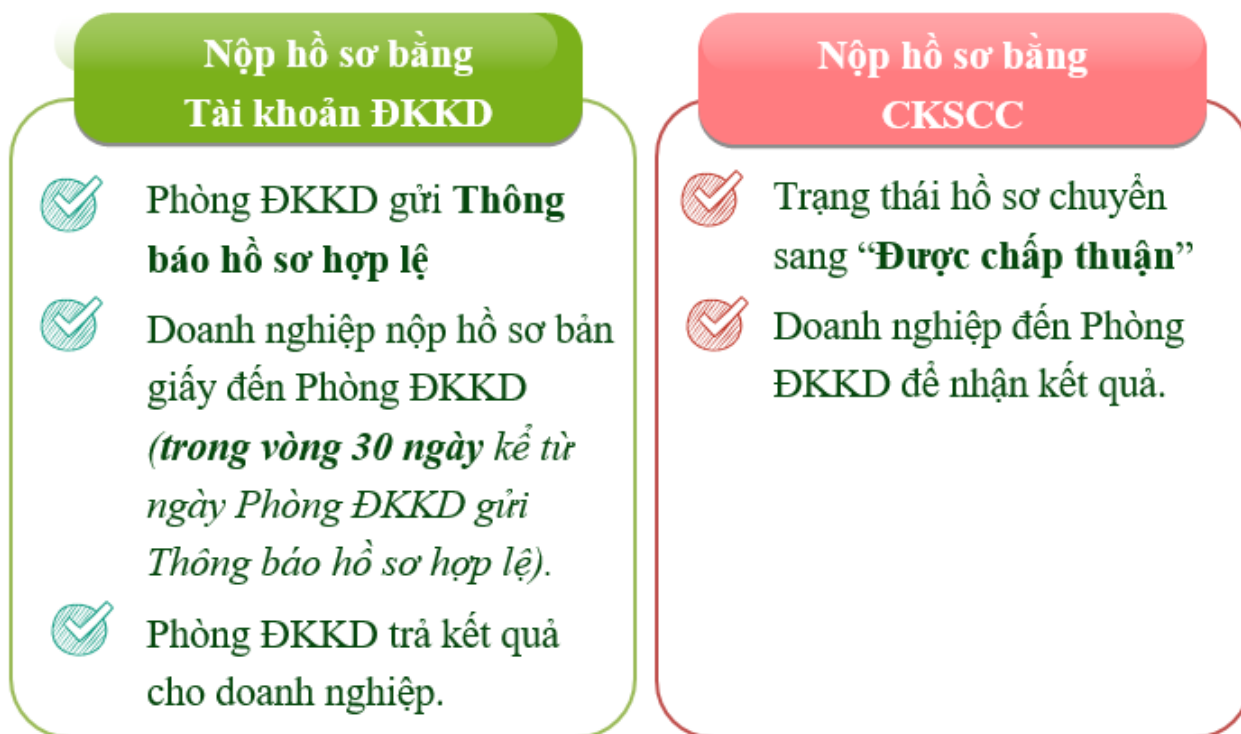 Nộp hồ sơ bằng
Tài khoản ĐKKD
Phòng ĐKKD gửi Thông
báo hồ sơ hợp lệ
Doanh nghiệp nộp hồ sơ bản
giấy đến Phòng ĐKKD
(trong vòng 30 ngày kể từ
ngày Phòng ĐKKD gửi
Thông báo hồ sơ hợp lệ).
Phòng ĐKKD trả kết quả
cho doanh nghiệp.
Nộp hồ sơ bằng
CKSCC
Trạng thái hồ sơ chuyển
sang “Được chấp thuận”
Doanh nghiệp đến Phòng
ĐKKD để nhận kết quả.